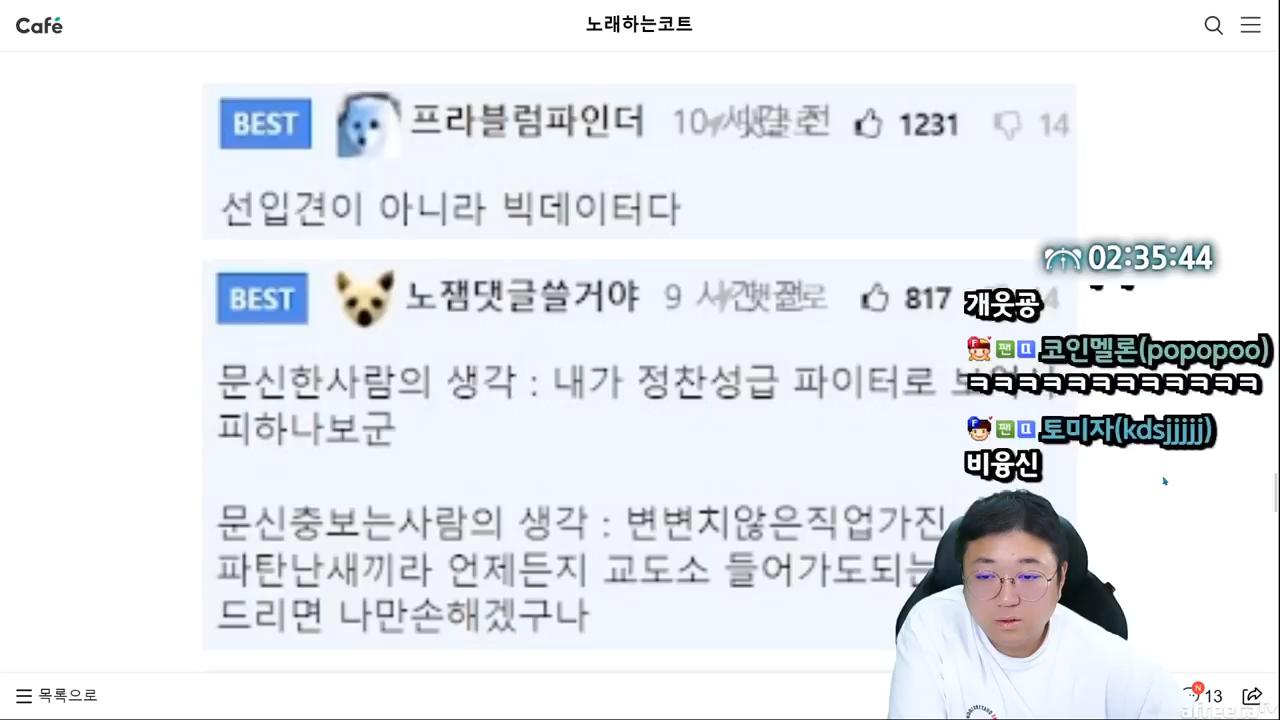 Café
노래하는코트
BEST 프라블럼파인더 1231 14
선입견이 아니라 빅데이터다
02:35:44
BEST 노잼댓글쓸거야 817
개웃굥
코인멜론(popopoo)
ㅋㅋㅋㅋㅋㅋㅋㅋㅋㅋㅋㅋ
문신한사람의 생각 : 내가 정찬성급 파이터로
피하나보군
토미자(kdsjjjjj)
비융신
문신충보는사람의 생각 : 변변치않은직업가진
파탄난새끼라 언제든지 교도소 들어가도되는
드리면 나만손해겠구나
목록으로
13
afreecaTV